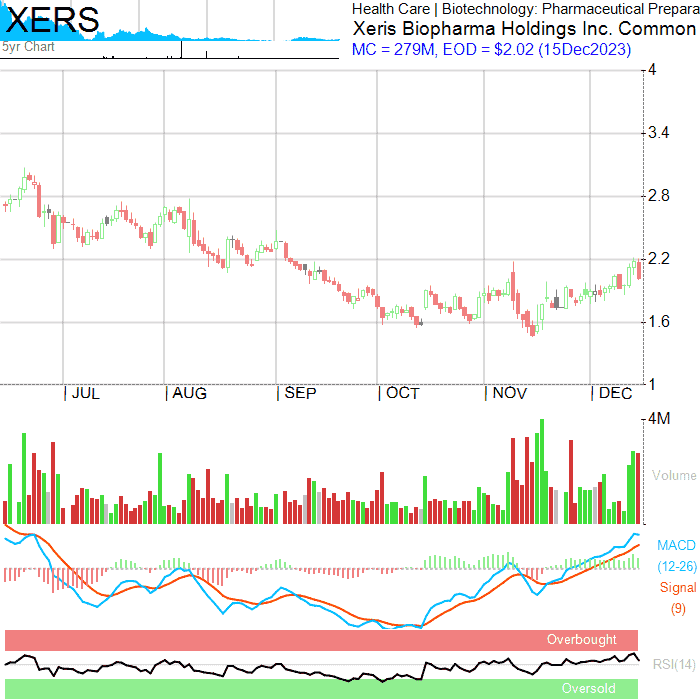 XERS
5yr Chart
Health Care | Biotechnology: Pharmaceutical Prepara
Xeris Biopharma Holdings Inc. Common
MC = 279M, EOD = $2.02 (15Dec2023)
4
3.4
2.8
2.2
1.6
1
JUL
AUG
SEP
OCT
NOV
DEC
4M
Volume
MACD
(12-26)
Signal
(9)
Overbought
RSI(14)
Oversold